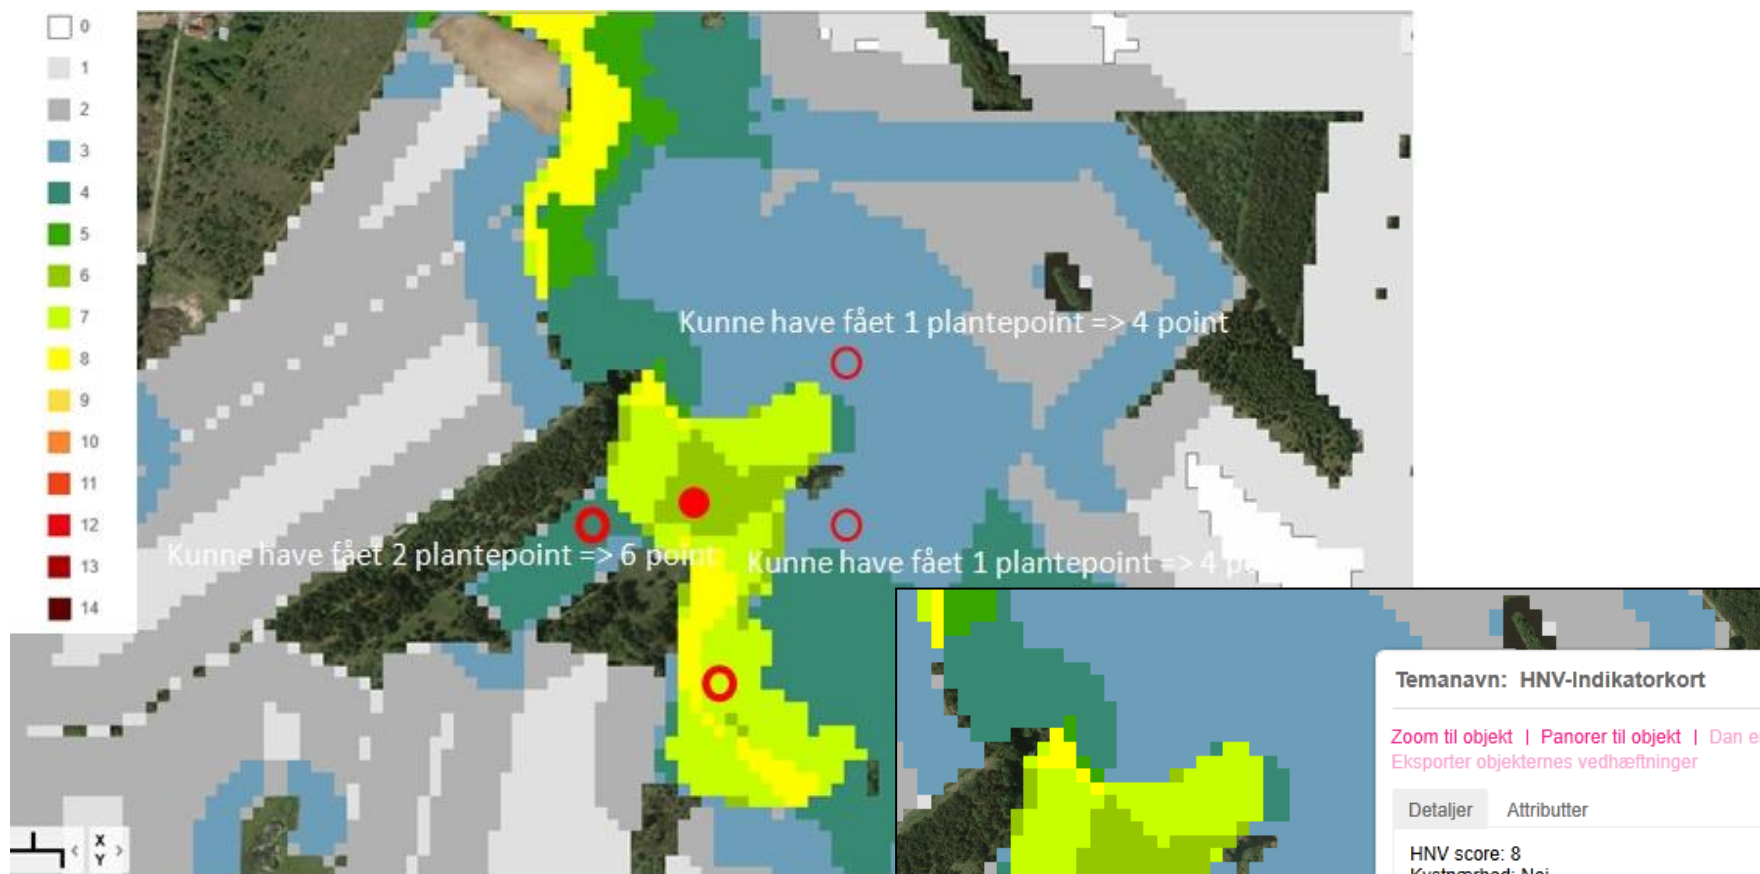 0
1
2
3
4
5
6
7
8
9
10
11
12
13
14
Kunne have fået 1 plantepoint => 4 point
Kunne have fået 2 plantepoint => 6 point
Kunne have fået 1 plantepoint => 4
X
Y
Temanavn: HNV-Indikatorkort
Zoom til objekt | Panorer til objekt | Dan
Eksporter objekternes vedhæftninger
Detaljer Attributter
HNV score: 8